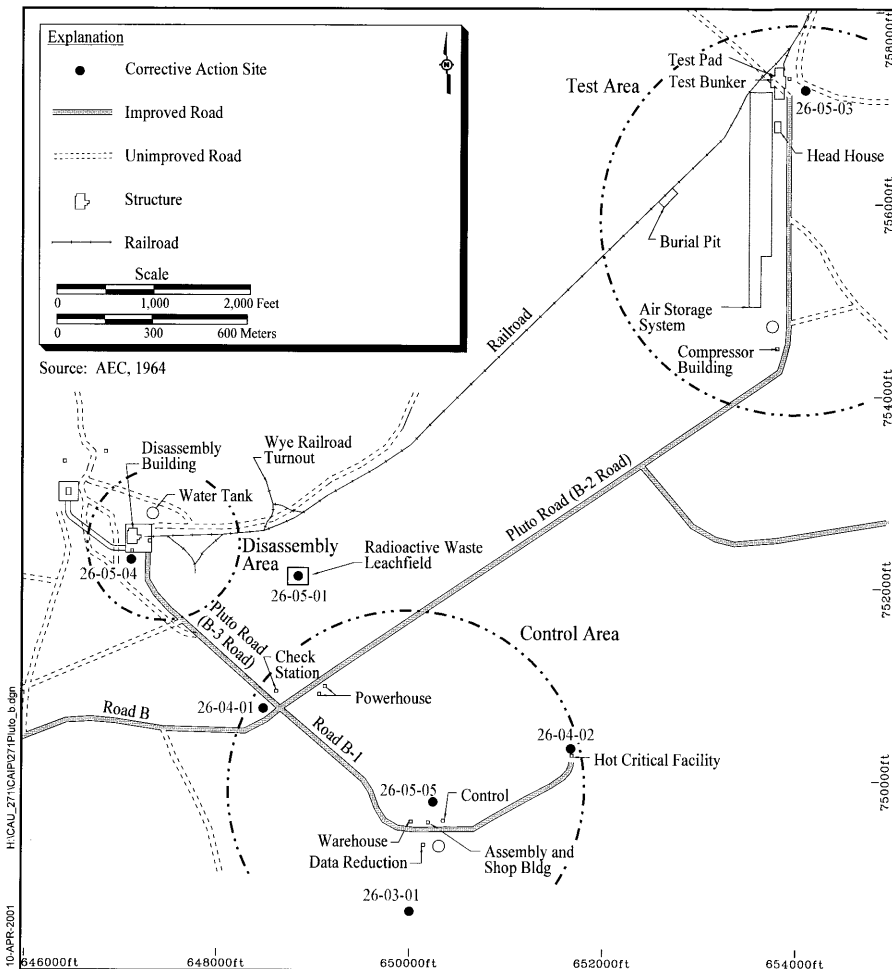 Explanation
Corrective Action Site
Improved Road
Unimproved Road
Structure
Railroad
Scale
0 1,000 2,000 Feet
0 300 600 Meters
N
Source: AEC, 1964
Test Area
Test Pad
Test Bunker
26-05-03
Head House
Burial Pit
Air Storage
System
Compressor
Building
Railroad
Wye Railroad
Turnout
Disassembly
Building
Water Tank
Disassembly
Area
26-05-04
Radioactive Waste
Leachfield
26-05-01
Pluto Road (B-2 Road)
Pluto Road
(B-3 Road)
Control Area
Check
Station
26-04-01
Powerhouse
Road B
Road B-1
26-04-02
Hot Critical Facility
26-05-05
Control
Warehouse
Data Reduction
Assembly and
Shop Bldg
26-03-01
758000ft
756000ft
754000ft
752000ft
750000ft
646000ft 648000ft 650000ft 652000ft 654000ft
H:\CAU_271\CAIP\271Pluto_b.dgn
10-APR-2001